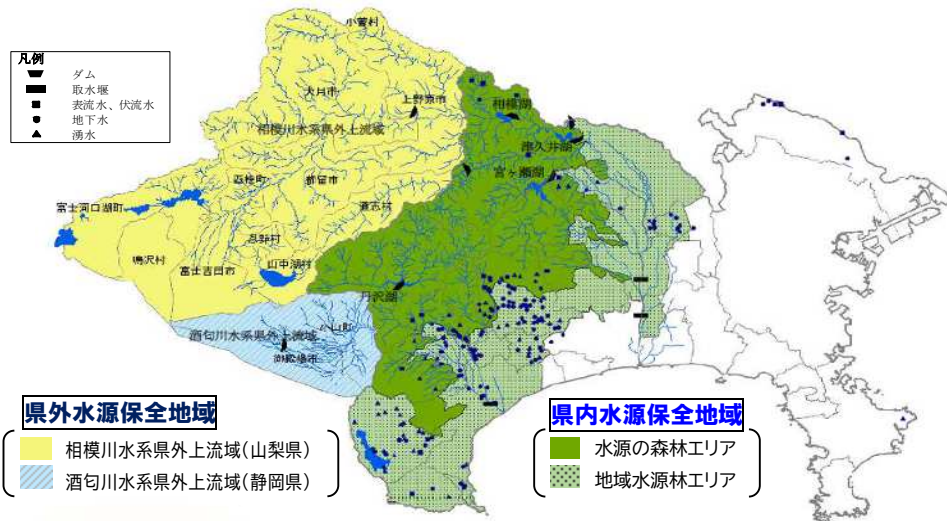 凡例
ダム
取水堰
表流水、伏流水
地下水
湧水
小菅村
大月市
上野原市
相模川水系県外上流域
西桂町
都留市
道志村
富士河口湖町
忍野村
鳴沢村
富士吉田市
山中湖村
相模湖
津久井湖
宮ヶ瀬湖
丹沢湖
小山町
酒匂川水系県外上流域
御殿場市
県外水源保全地域
相模川水系県外上流域(山梨県)
酒匂川水系県外上流域(静岡県)
県内水源保全地域
水源の森林エリア
地域水源林エリア